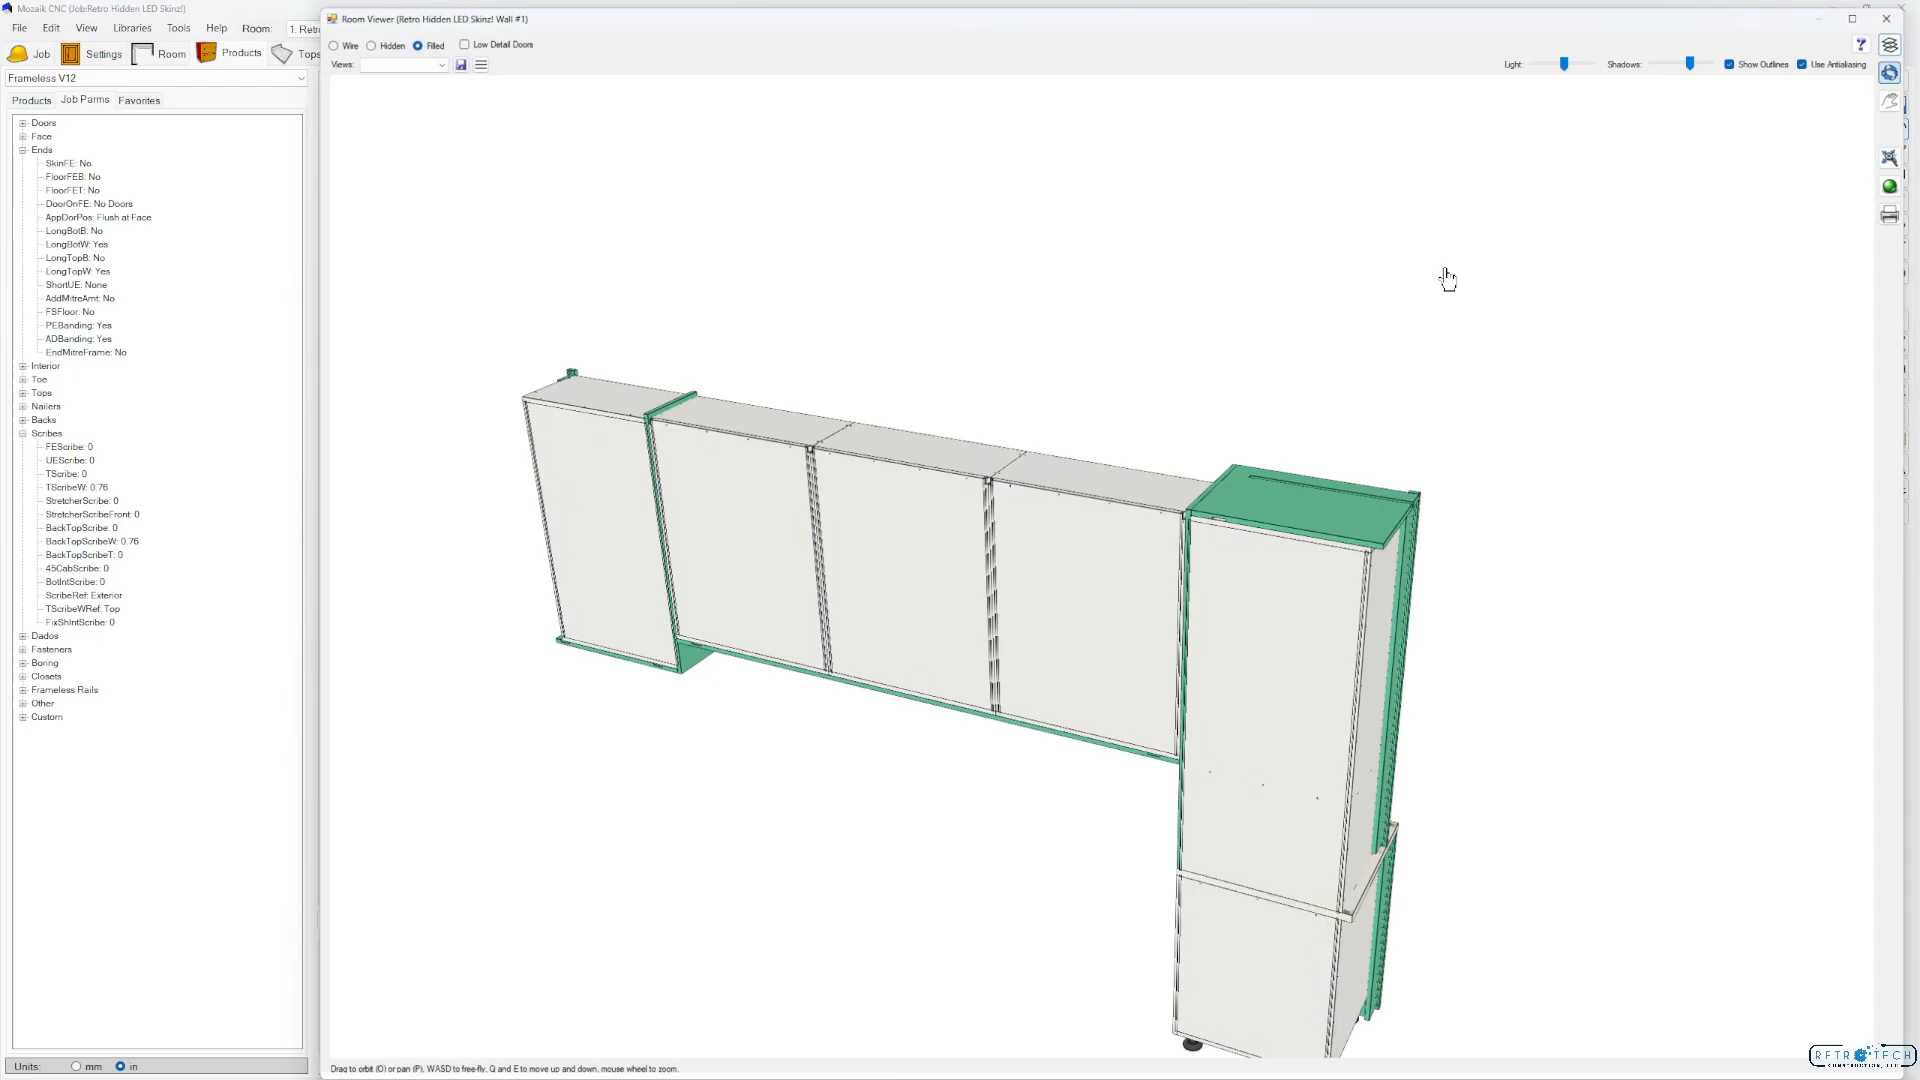 Mozaik CNC (Job:Retro Hidden LED Skinz!)
Room Viewer (Retro Hidden LED Skinz! Wall #1)
File Edit View Libraries Tools Help Room: 1. Retro
Wire Hidden Filled Low Detail Doors
Job Settings Room Products Tops
Views:
Light: Shadows: Show Outlines Use Antialiasing
Frameless V12
Products Job Parms Favorites
Doors
Face
Ends
SkinFE: No
FloorFEB: No
FloorFET: No
DoorOnFE: No Doors
AppDorPos: Flush at Face
LongBotB: No
LongBotW: Yes
LongTopB: No
LongTopW: Yes
ShortUE: None
AddMitreAmt: No
FSFloor: No
PEBanding: Yes
ADBanding: Yes
EndMitreFrame: No
Interior
Toe
Tops
Nailers
Backs
Scribes
FEScribe: 0
UEScribe: 0
TScribe: 0
TScribeW: 0.76
StretcherScribe: 0
StretcherScribeFront: 0
BackTopScribe: 0
BackTopScribeW: 0.76
BackTopScribeT: 0
45CabScribe: 0
BotIntScribe: 0
ScribeRef: Exterior
TScribeWRef: Top
FixShIntScribe: 0
Dados
Fasteners
Boring
Closets
Frameless Rails
Other
Custom
Units: mm in
Drag to orbit (O) or pan (P), WASD to free-fly, Q and E to move up and down, mouse wheel to zoom.
RETROTECH
CONSTRUCTION, LLC